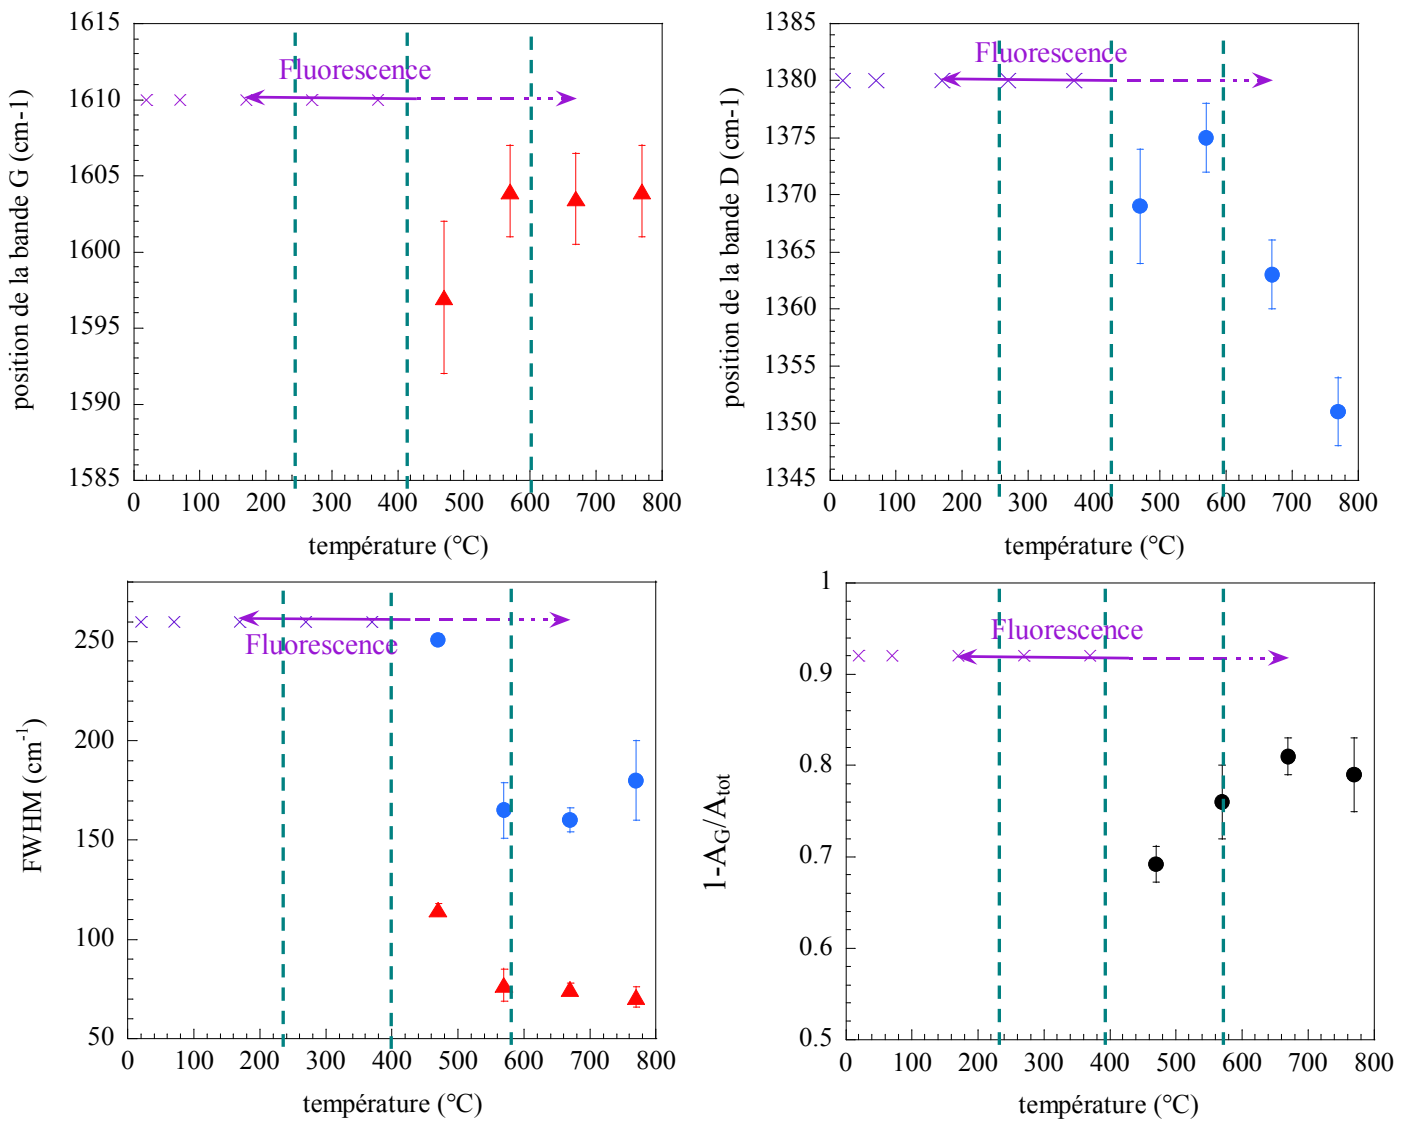 1615
1610
1605
1600
1595
1590
1585
position de la bande G (cm-1)
Fluorescence
0 100 200 300 400 500 600 700 800
température (°C)
1385
1380
1375
1370
1365
1360
1355
1350
1345
position de la bande D (cm-1)
Fluorescence
0 100 200 300 400 500 600 700 800
température (°C)
250
200
150
100
50
FWHM (cm-1)
Fluorescence
0 100 200 300 400 500 600 700 800
température (°C)
1
0.9
0.8
0.7
0.6
0.5
1-AG/Atot
Fluorescence
0 100 200 300 400 500 600 700 800
température (°C)